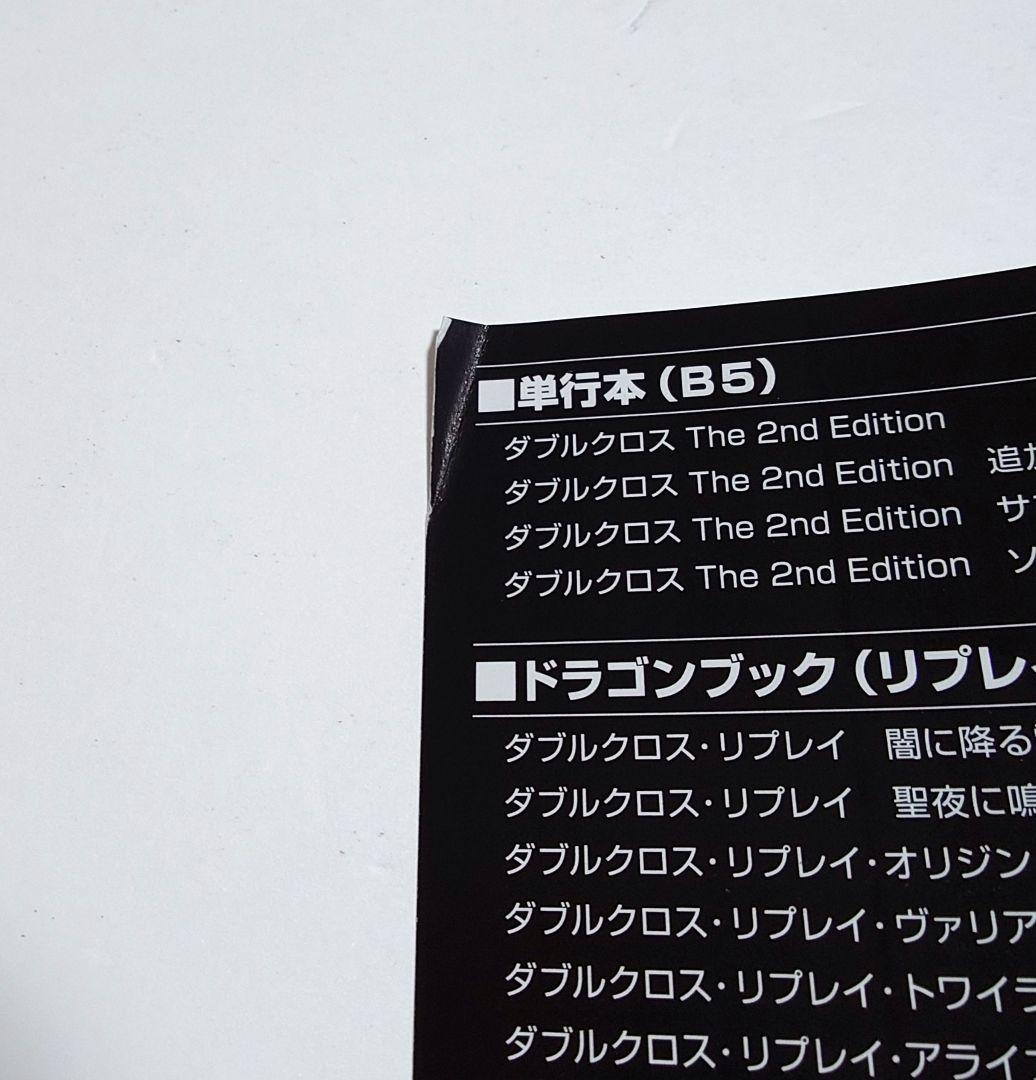 ■単行本（B5）
ダブルクロス The 2nd Edition
ダブルクロス The 2nd Edition 追
ダブルクロス The 2nd Edition サ
ダブルクロス The 2nd Edition ソ
■ドラゴンブック（リプレ
ダブルクロス・リプレイ 闇に降る
ダブルクロス・リプレイ 聖夜に鳴
ダブルクロス・リプレイ・オリジン
ダブルクロス・リプレイ・ヴァリア
ダブルクロス・リプレイ・トワイラ
ダブルクロス・リプレイ・アライ